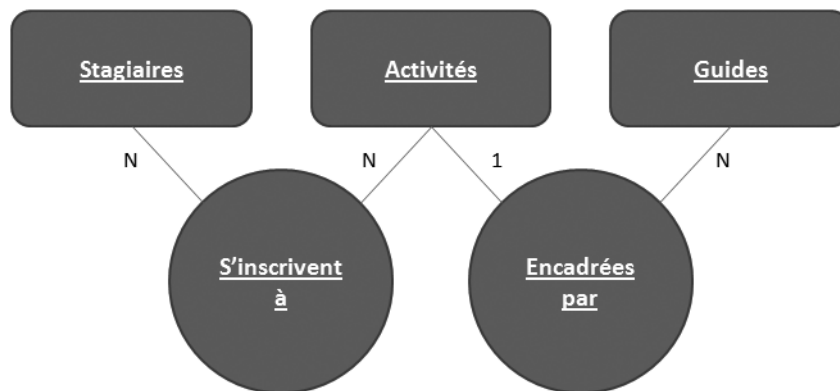 Stagiaires
Activités
Guides
N
N
1
N
S’inscrivent
à
Encadrées
par